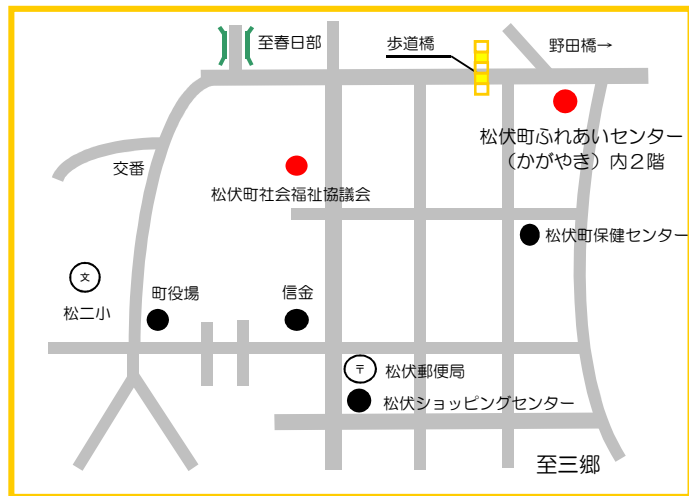 至春日部
歩道橋
野田橋→
松伏町ふれあいセンター
(かがやき)内2階
交番
松伏町社会福祉協議会
松伏町保健センター
文
松二小
町役場
信金
〒
松伏郵便局
松伏ショッピングセンター
至三郷